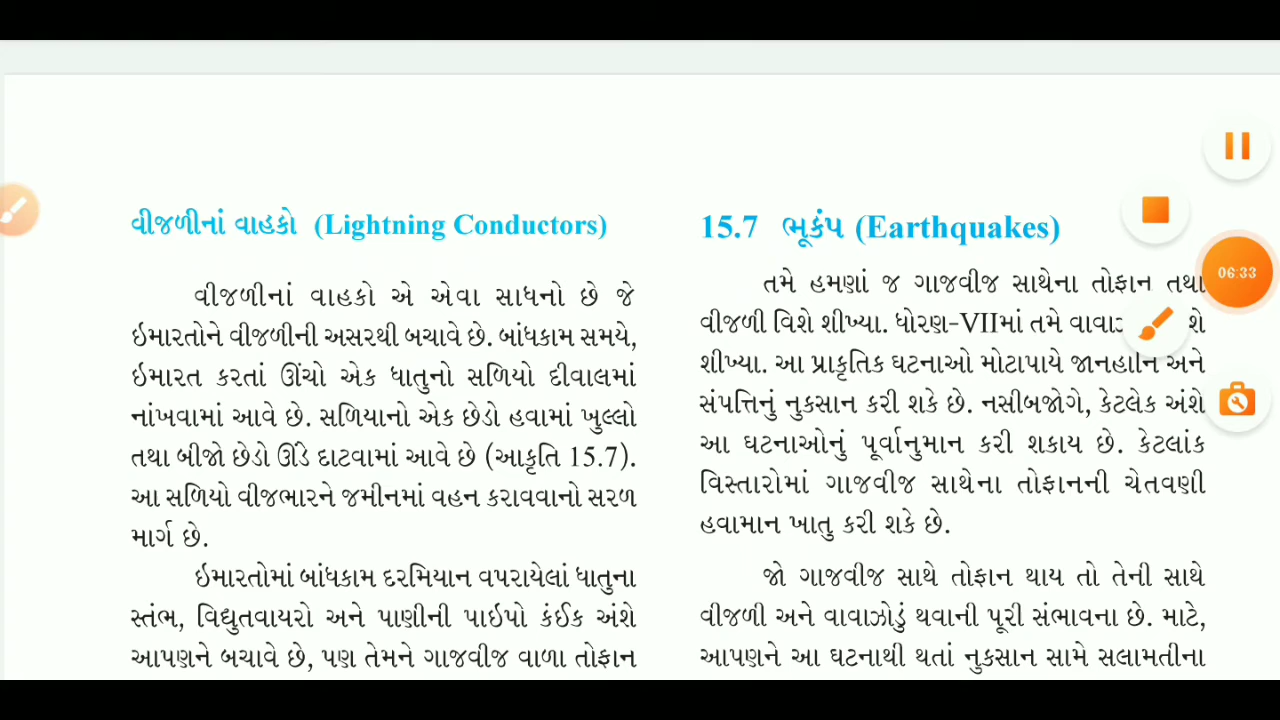 વીજળીનાં વાહકો (Lightning Conductors)
વીજળીનાં વાહકો એ એવા સાધનો છે જે
ઇમારતોને વીજળીની અસરથી બચાવે છે. બાંધકામ સમયે,
ઇમારત કરતાં ઊંચો એક ધાતુનો સળિયો દીવાલમાં
નાંખવામાં આવે છે. સળિયાનો એક છેડો હવામાં ખુલ્લો
તથા બીજો છેડો ઊંડે દાટવામાં આવે છે (આકૃતિ 15.7).
આ સળિયો વીજભારને જમીનમાં વહન કરાવવાનો સરળ
માર્ગ છે.
ઇમારતોમાં બાંધકામ દરમિયાન વપરાયેલાં ધાતુના
સ્તંભ, વિદ્યુતવાયરો અને પાણીની પાઇપો કંઈક અંશે
આપણને બચાવે છે, પણ તેમને ગાજવીજ વાળા તોફાન
15.7 ભૂકંપ (Earthquakes)
તમે હમણાં જ ગાજવીજ સાથેના તોફાન તથા
વીજળી વિશે શીખ્યા. ધોરણ-VIIમાં તમે
શીખ્યા. આ પ્રાકૃતિક ઘટનાઓ મોટાપાયે જાનહાનિ અને
સંપત્તિનું નુકસાન કરી શકે છે. નસીબજોગે, કેટલેક અંશે
આ ઘટનાઓનું પૂર્વાનુમાન કરી શકાય છે. કેટલાંક
વિસ્તારોમાં ગાજવીજ સાથેના તોફાનની ચેતવણી
હવામાન ખાતુ કરી શકે છે.
જો ગાજવીજ સાથે તોફાન થાય તો તેની સાથે
વીજળી અને વાવાઝોડું થવાની પૂરી સંભાવના છે. માટે,
આપણને આ ઘટનાથી થતાં નુકસાન સામે સલામતીના
06:33